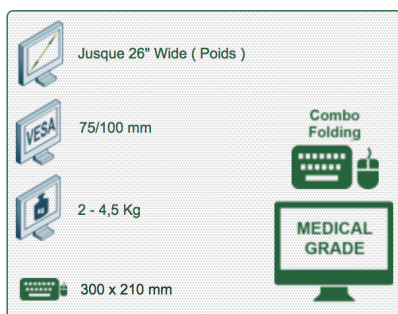 Jusque 26" Wide ( Poids )
VESA
75/100 mm
KG
2 - 4,5 Kg
300 x 210 mm
Combo
Folding
MEDICAL
GRADE